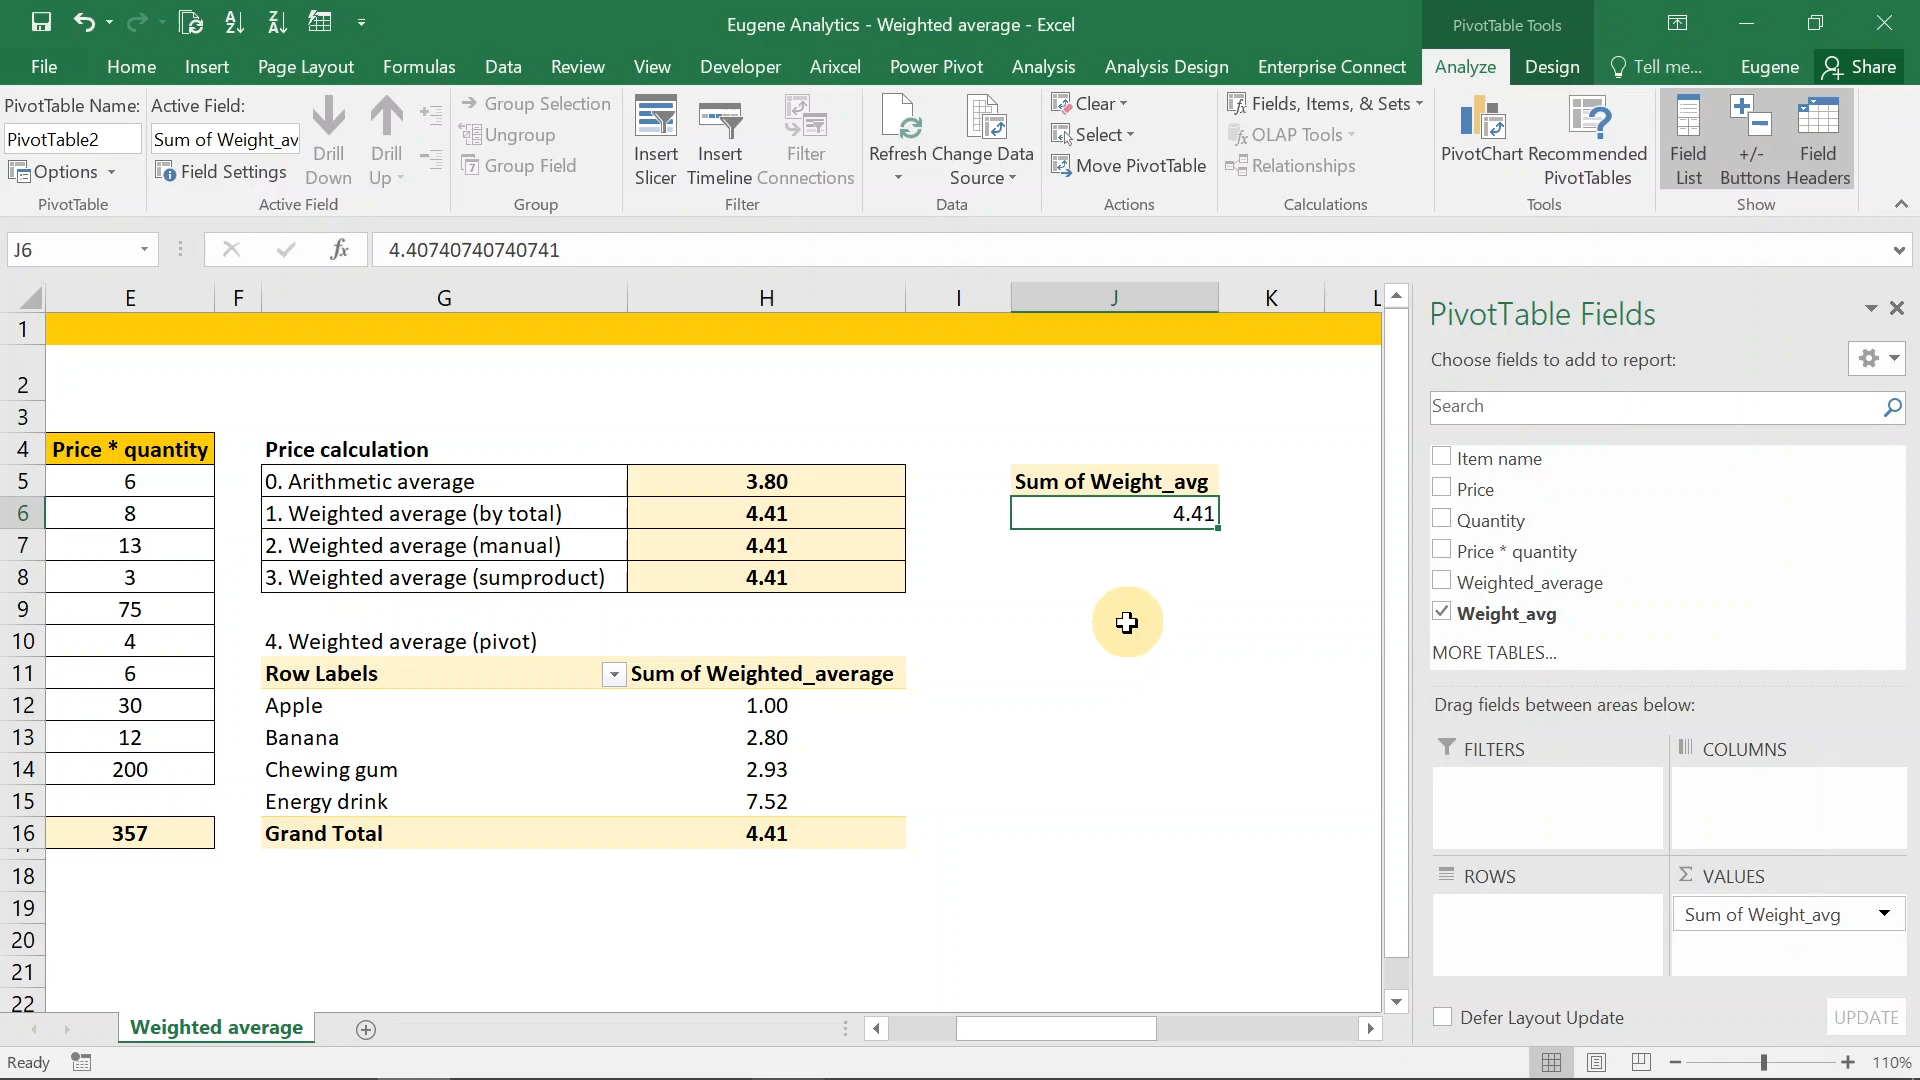 Eugene Analytics - Weighted average - Excel
PivotTable Tools
File Home Insert Page Layout Formulas Data Review View Developer Arixcel Power Pivot Analysis Analysis Design Enterprise Connect Analyze Design Tell me... Eugene Share
PivotTable Name:
PivotTable2
Options
PivotTable
Active Field:
Sum of Weight_av
Field Settings
Drill Down
Drill Up
Active Field
Group Selection
Ungroup
Group Field
Group
Insert Slicer
Insert Timeline
Filter Connections
Filter
Refresh
Change Data Source
Data
Clear
Select
Move PivotTable
Actions
Fields, Items, & Sets
OLAP Tools
Relationships
Calculations
PivotChart
Recommended PivotTables
Tools
Field List
+/- Buttons
Field Headers
Show
J6
fx
4.40740740740741
E F G H I J K L
1
2
3
4 Price * quantity Price calculation
5 6 0. Arithmetic average 3.80 Sum of Weight_avg
6 8 1. Weighted average (by total) 4.41 4.41
7 13 2. Weighted average (manual) 4.41
8 3 3. Weighted average (sumproduct) 4.41
9 75
10 4 4. Weighted average (pivot)
11 6 Row Labels Sum of Weighted_average
12 30 Apple 1.00
13 12 Banana 2.80
14 200 Chewing gum 2.93
15 Energy drink 7.52
16 357 Grand Total 4.41
18
19
20
21
22
PivotTable Fields
Choose fields to add to report:
Search
Item name
Price
Quantity
Price * quantity
Weighted_average
Weight_avg
MORE TABLES...
Drag fields between areas below:
FILTERS
COLUMNS
ROWS
VALUES
Sum of Weight_avg
Defer Layout Update
UPDATE
Weighted average
Ready
110%